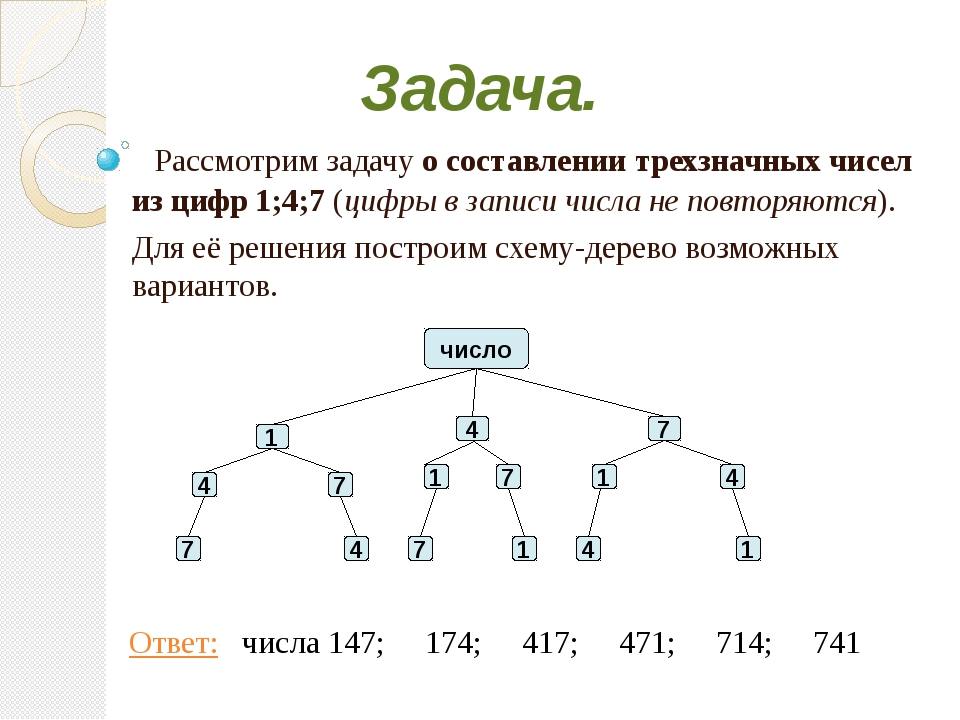 Задача.
Рассмотрим задачу о составлении трехзначных чисел
из цифр 1;4;7 (цифры в записи числа не повторяются).
Для её решения построим схему-дерево возможных
вариантов.
число
1 4 7
4 7 1 7 1 4
7 4 7 1 4 1
Ответ: числа 147; 174; 417; 471; 714; 741